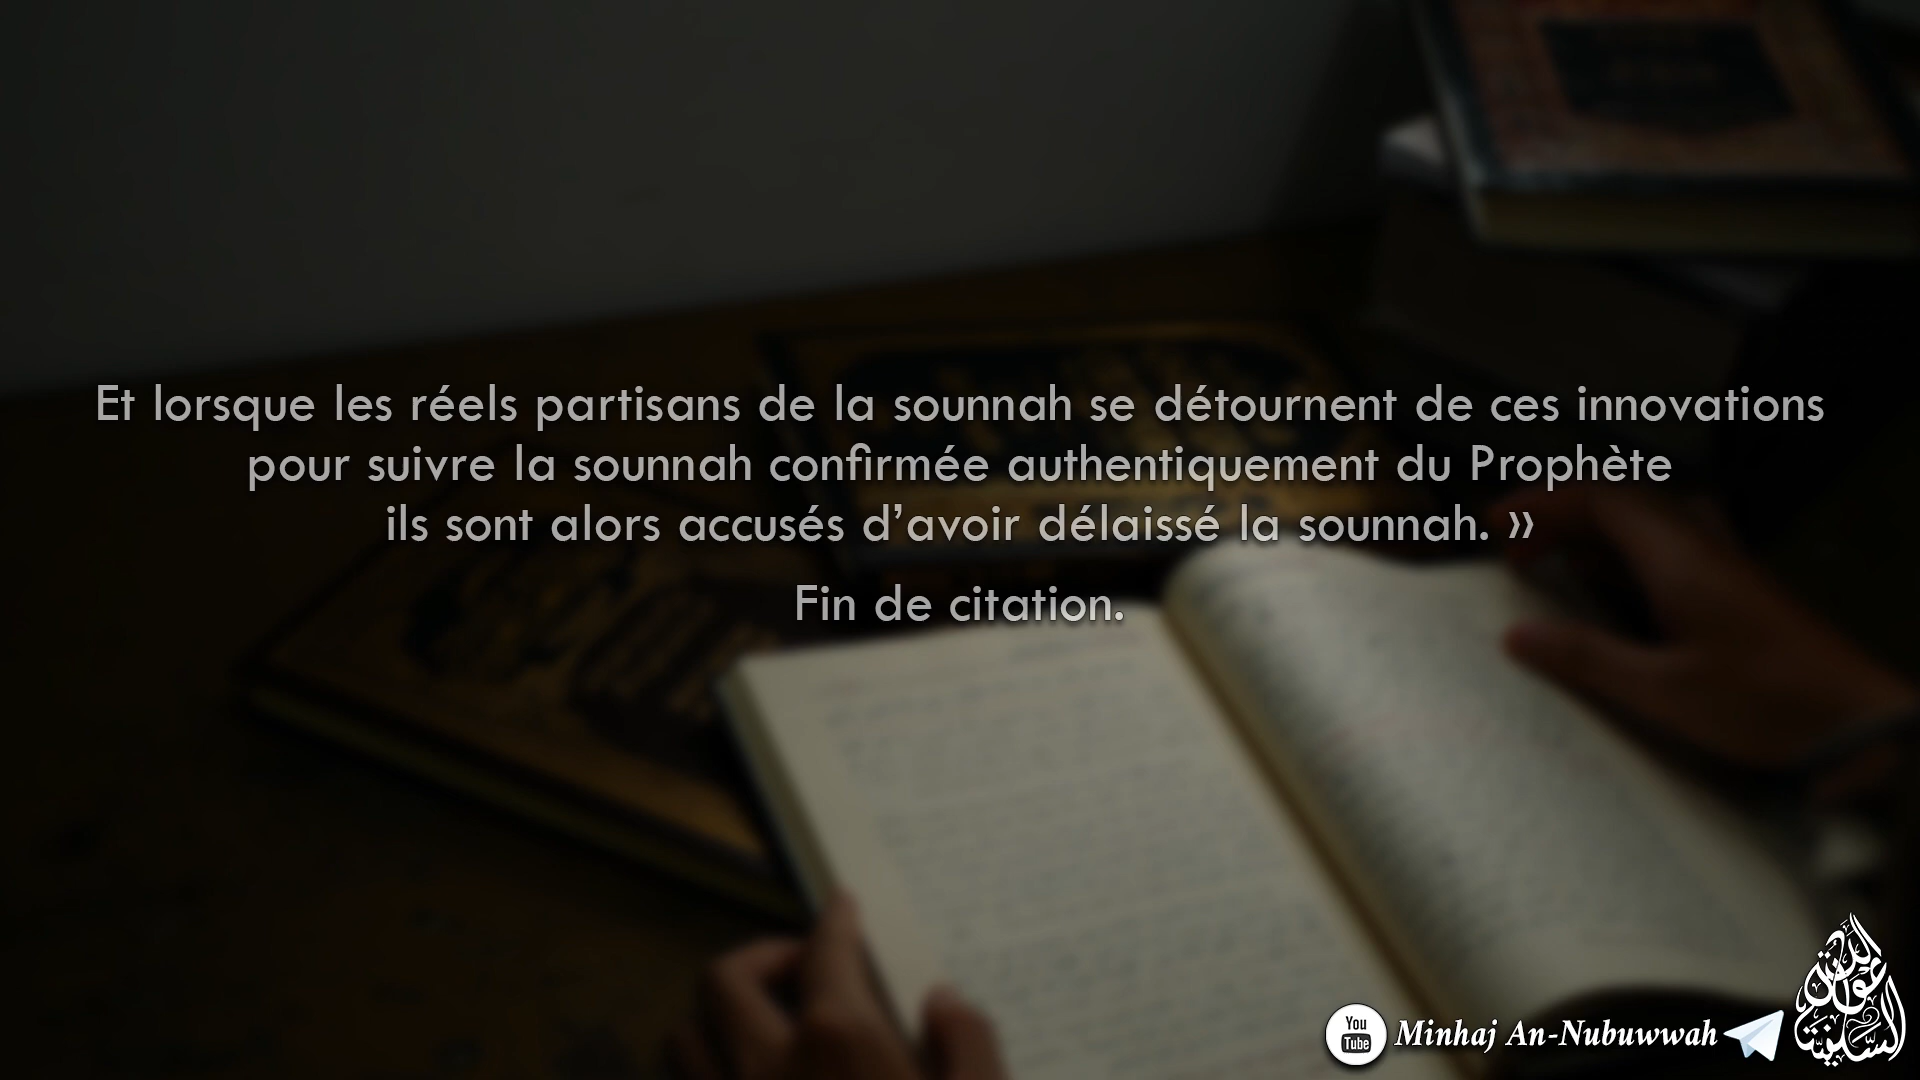 Et lorsque les réels partisans de la sounnah se détournent de ces innovations
pour suivre la sounnah confirmée authentiquement du Prophète
ils sont alors accusés d’avoir délaissé la sounnah. »
Fin de citation.
You
Tube
Minhaj An-Nubuwwah